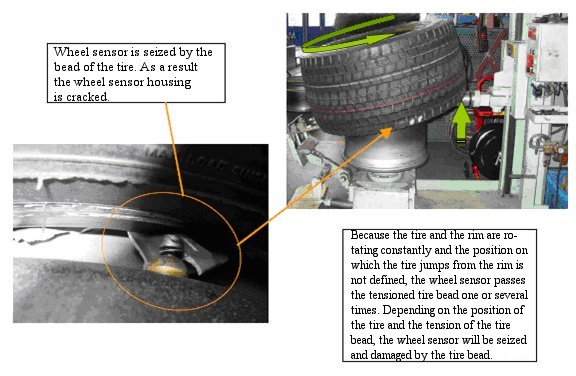 Wheel sensor is seized by the
bead of the tire. As a result
the wheel sensor housing
is cracked.
Because the tire and the rim are ro-
tating constantly and the position on
which the tire jumps from the rim is
not defined, the wheel sensor passes
the tensioned tire bead one or several
times. Depending on the position of
the tire and the tension of the tire
bead, the wheel sensor will be seized
and damaged by the tire bead.